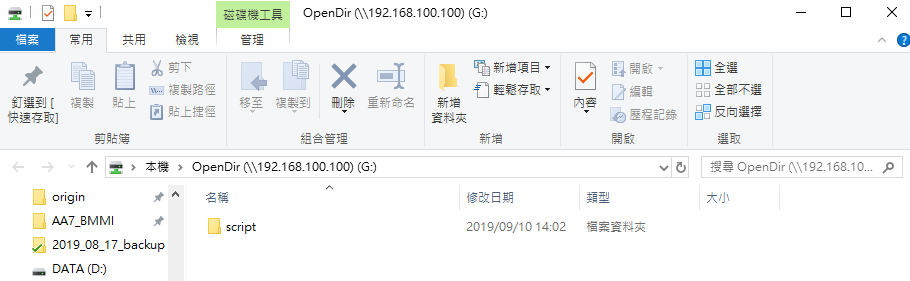 磁碟機工具
OpenDir (\\192.168.100.100) (G:)
檔案
常用
共用
檢視
管理
釘選到 [
快速存取]
複製
貼上
剪下
複製路徑
貼上捷徑
剪貼簿
移至
複製到
刪除
重新命名
組合管理
新增
資料夾
新增項目
輕鬆存取
新增
內容
開啟
編輯
歷程記錄
開啟
全選
全部不選
反向選擇
選取
本機 > OpenDir (\\192.168.100.100) (G:)
搜尋 OpenDir (\\192.168.10...
origin
AA7_BMMI
2019_08_17_backup
DATA (D:)
名稱
修改日期
類型
大小
script
2019/09/10 14:02
檔案資料夾